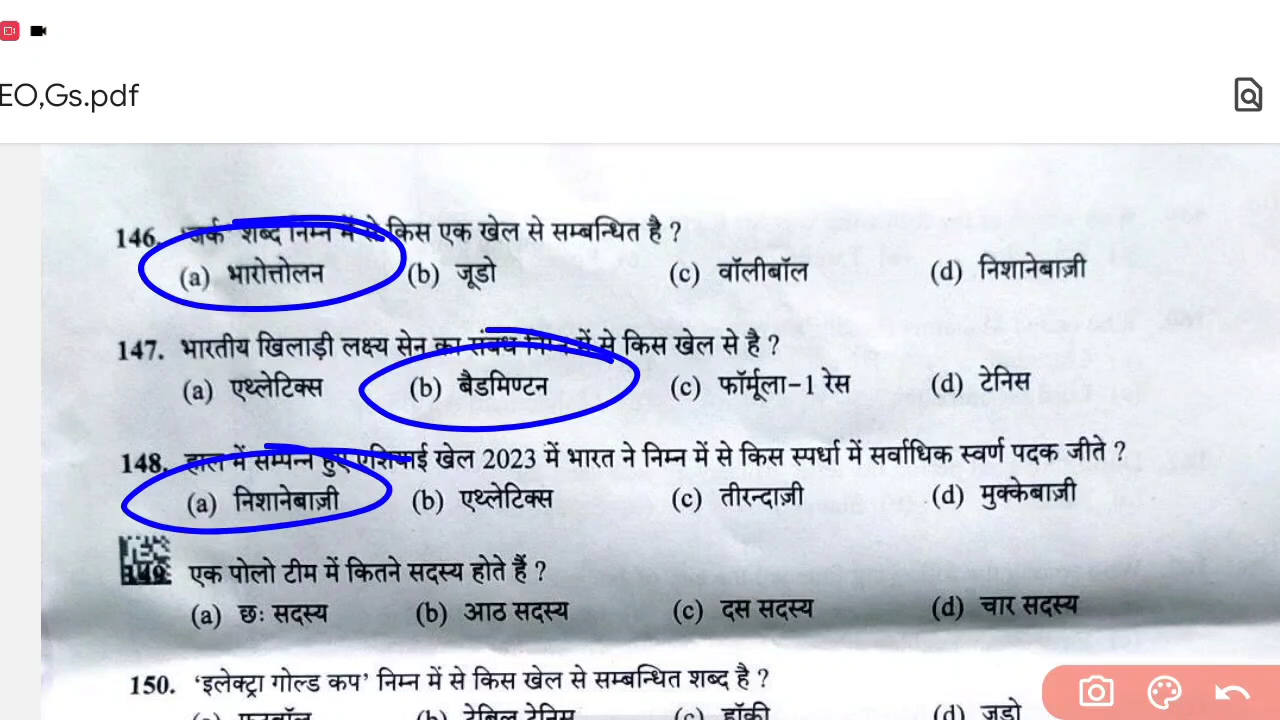 EO,Gs.pdf
146. 'जर्क' शब्द निम्न में से किस एक खेल से सम्बन्धित है ?
(a) भारोत्तोलन (b) जूडो (c) वॉलीबॉल (d) निशानेबाज़ी
147. भारतीय खिलाड़ी लक्ष्य सेन का संबंध निम्न में से किस खेल से है ?
(a) एथ्लेटिक्स (b) बैडमिण्टन (c) फॉर्मूला-1 रेस (d) टेनिस
148. हाल में सम्पन्न हुए एशियाई खेल 2023 में भारत ने निम्न में से किस स्पर्धा में सर्वाधिक स्वर्ण पदक जीते ?
(a) निशानेबाज़ी (b) एथ्लेटिक्स (c) तीरन्दाज़ी (d) मुक्केबाज़ी
149. एक पोलो टीम में कितने सदस्य होते हैं ?
(a) छः सदस्य (b) आठ सदस्य (c) दस सदस्य (d) चार सदस्य
150. 'इलेक्ट्रा गोल्ड कप' निम्न में से किस खेल से सम्बन्धित शब्द है ?
(b) टेबिल टेनिस (c) हॉकी (d) जूडो